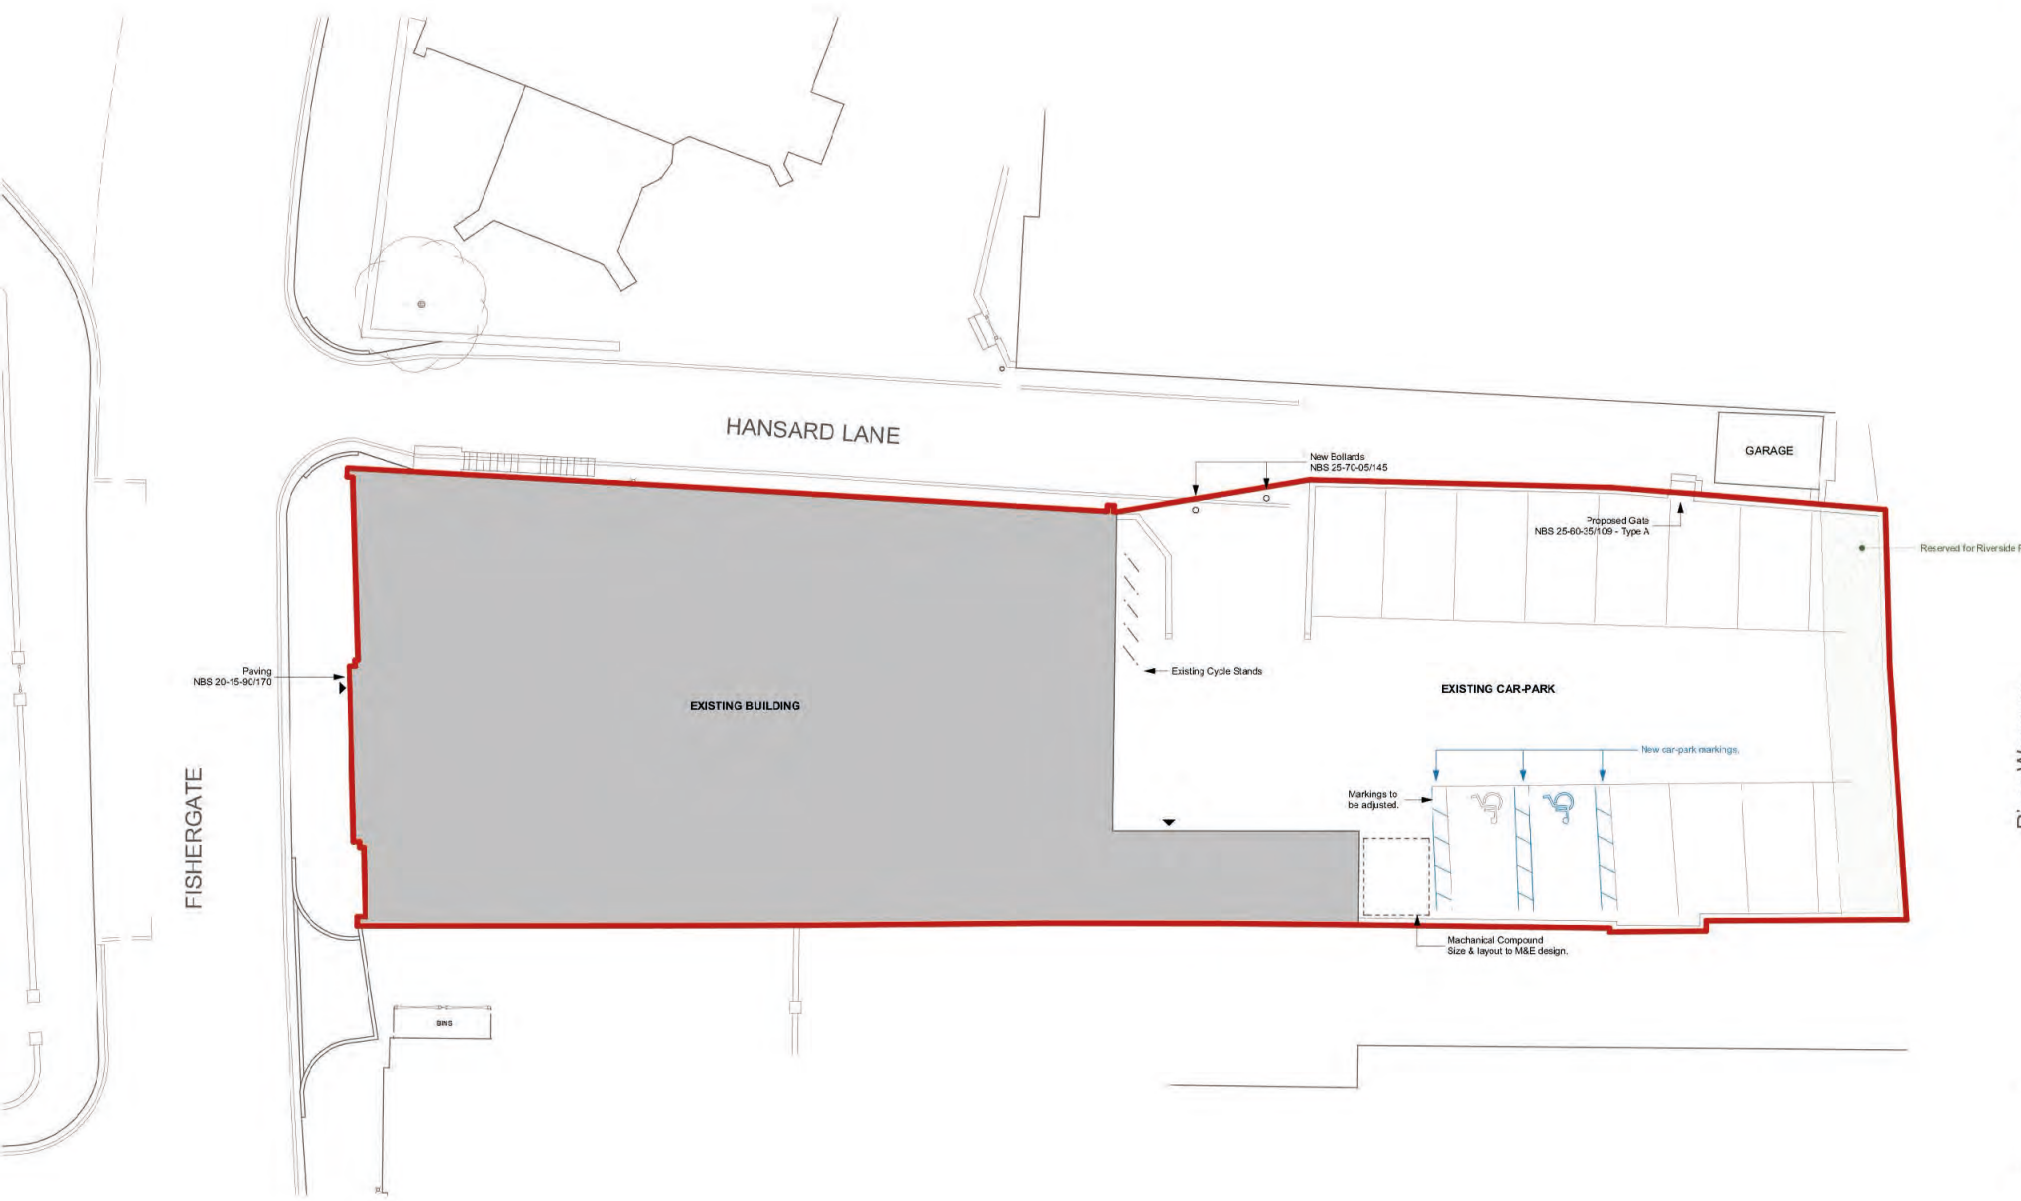 HANSARD LANE
GARAGE
New Bollards
NBS 25-70-05/145
Proposed Gate
NBS 25-60-35/109 - Type A
Reserved for Riverside
Paving
NBS 20-15-90/170
Existing Cycle Stands
EXISTING BUILDING
EXISTING CAR-PARK
New car-park markings.
Markings to
be adjusted.
FISHERGATE
Machanical Compound
Size & layout to M&E design.
BINS